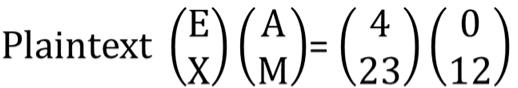 Plaintext (E X) (A M) = (4 23) (0 12)